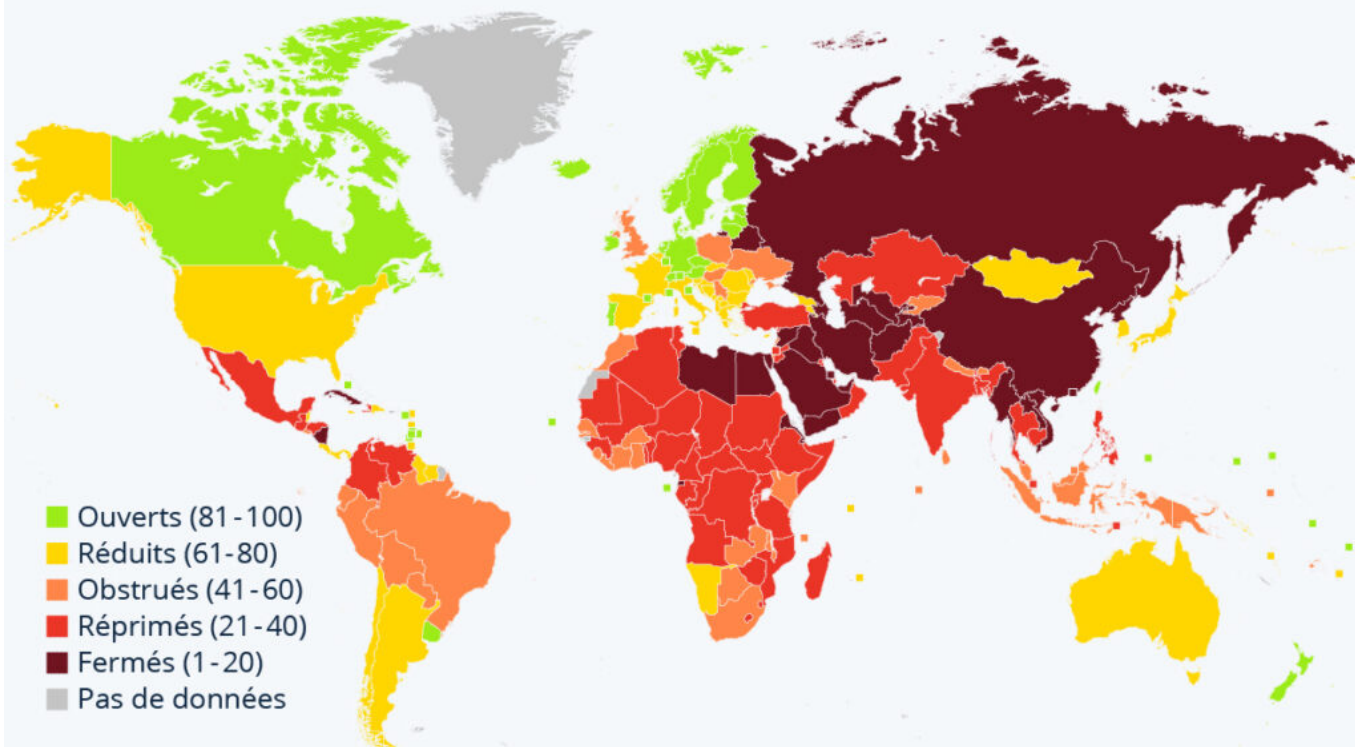 Ouverts (81-100)
Réduits (61-80)
Obstrués (41-60)
Réprimés (21-40)
Fermés (1-20)
Pas de données